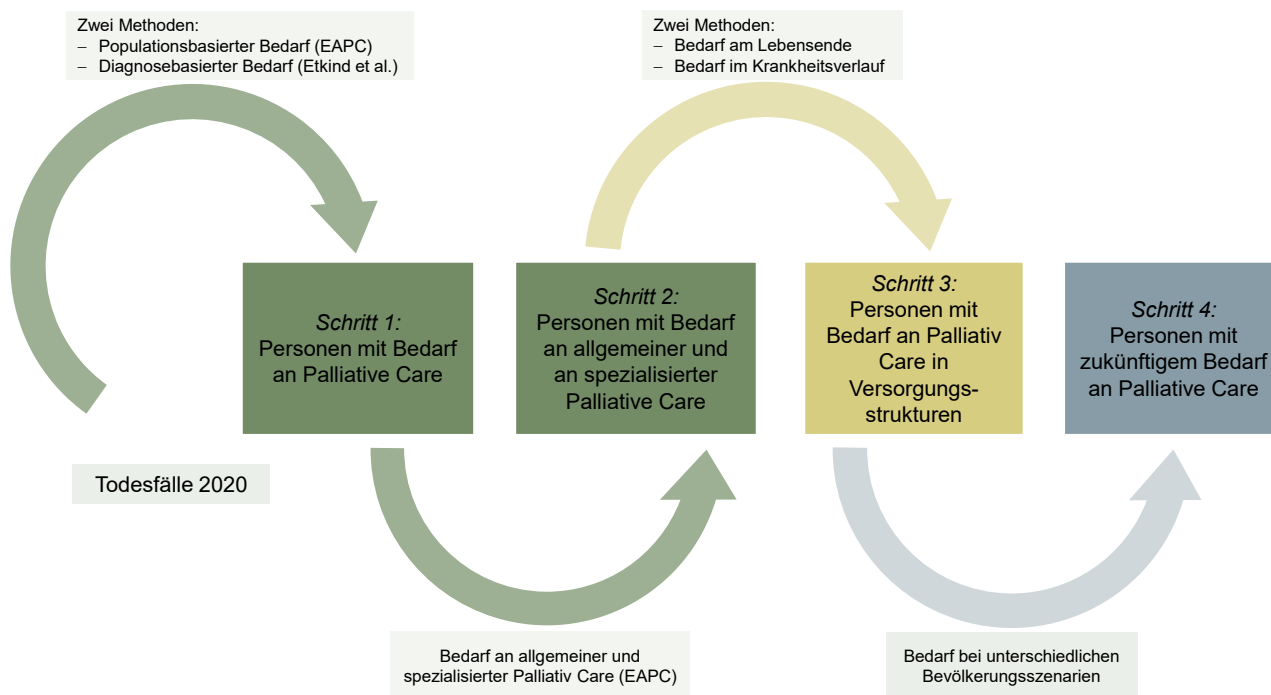 Zwei Methoden:
– Populationsbasierter Bedarf (EAPC)
– Diagnosebasierter Bedarf (Etkind et al.)
Zwei Methoden:
– Bedarf am Lebensende
– Bedarf im Krankheitsverlauf
Schritt 1:
Personen mit Bedarf
an Palliative Care
Schritt 2:
Personen mit Bedarf
an allgemeiner und
an spezialisierter
Palliative Care
Schritt 3:
Personen mit
Bedarf an Palliativ
Care in
Versorgungs-
strukturen
Schritt 4:
Personen mit
zukünftigem Bedarf
an Palliative Care
Todesfälle 2020
Bedarf an allgemeiner und
spezialisierter Palliativ Care (EAPC)
Bedarf bei unterschiedlichen
Bevölkerungsszenarien